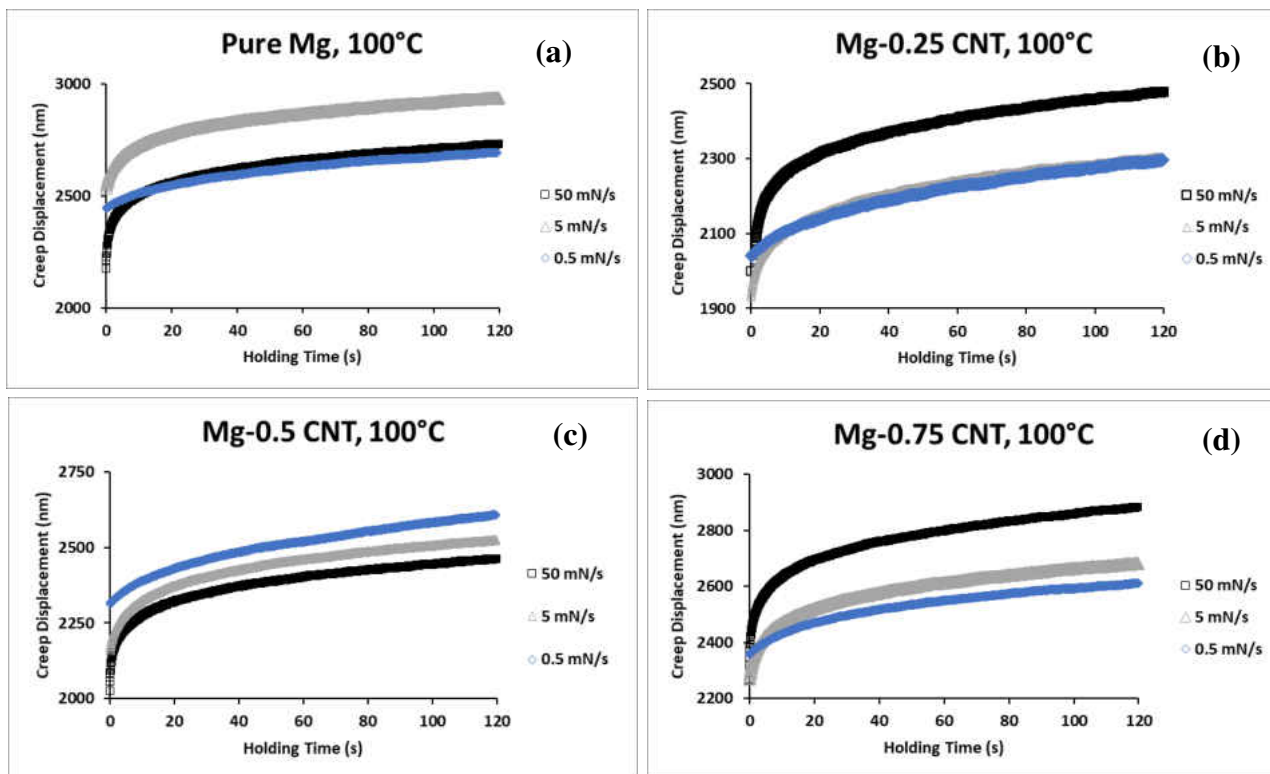 Pure Mg, 100°C
(a)
Creep Displacement (nm)
3000
2500
2000
0 20 40 60 80 100 120
Holding Time (s)
50 mN/s
5 mN/s
0.5 mN/s
Mg-0.25 CNT, 100°C
(b)
Creep Displacement (nm)
2500
2300
2100
1900
0 20 40 60 80 100 120
Holding Time (s)
50 mN/s
5 mN/s
0.5 mN/s
Mg-0.5 CNT, 100°C
(c)
Creep Displacement (nm)
2750
2500
2250
2000
0 20 40 60 80 100 120
Holding Time (s)
50 mN/s
5 mN/s
0.5 mN/s
Mg-0.75 CNT, 100°C
(d)
Creep Displacement (nm)
3000
2800
2600
2400
2200
0 20 40 60 80 100 120
Holding Time (s)
50 mN/s
5 mN/s
0.5 mN/s